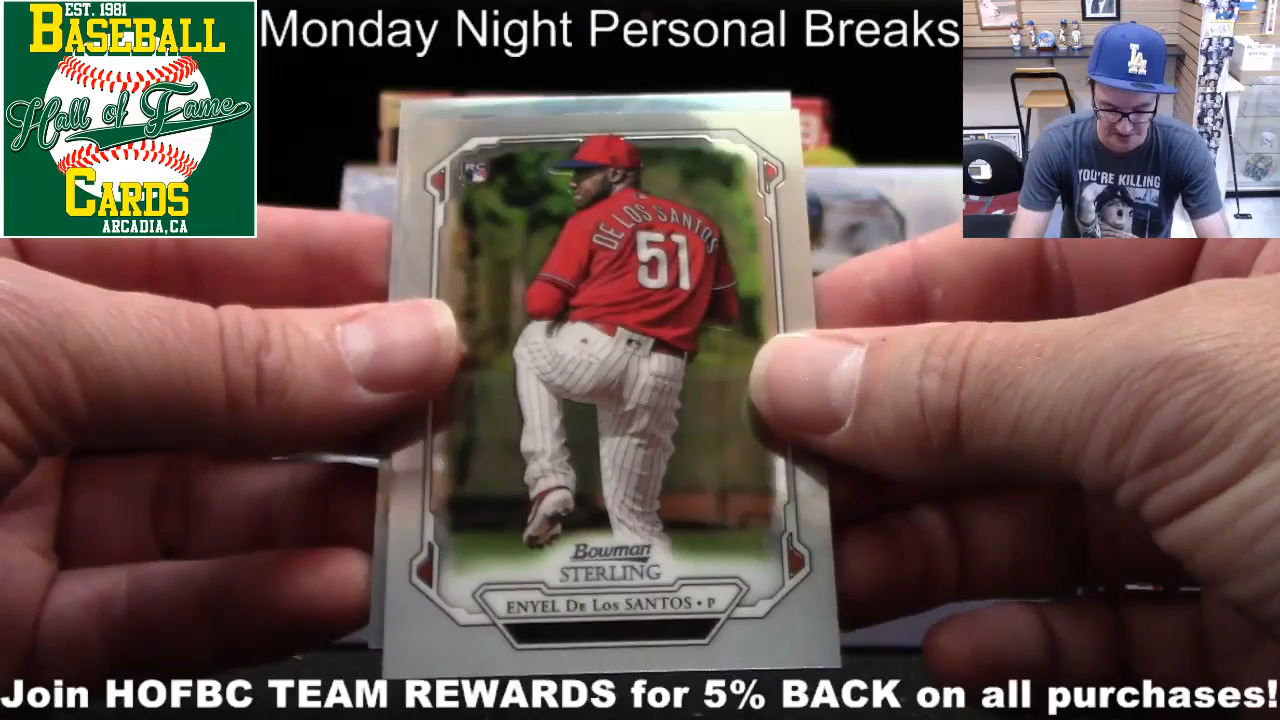 EST. 1981
BASEBALL
Hall of Fame
CARDS
ARCADIA, CA
Monday Night Personal Breaks
LA
YOU'RE KILLING
RC
DE LOS SANTOS
51
Bowman
STERLING
ENYEL De Los SANTOS • P
Join HOFBC TEAM REWARDS for 5% BACK on all purchases!